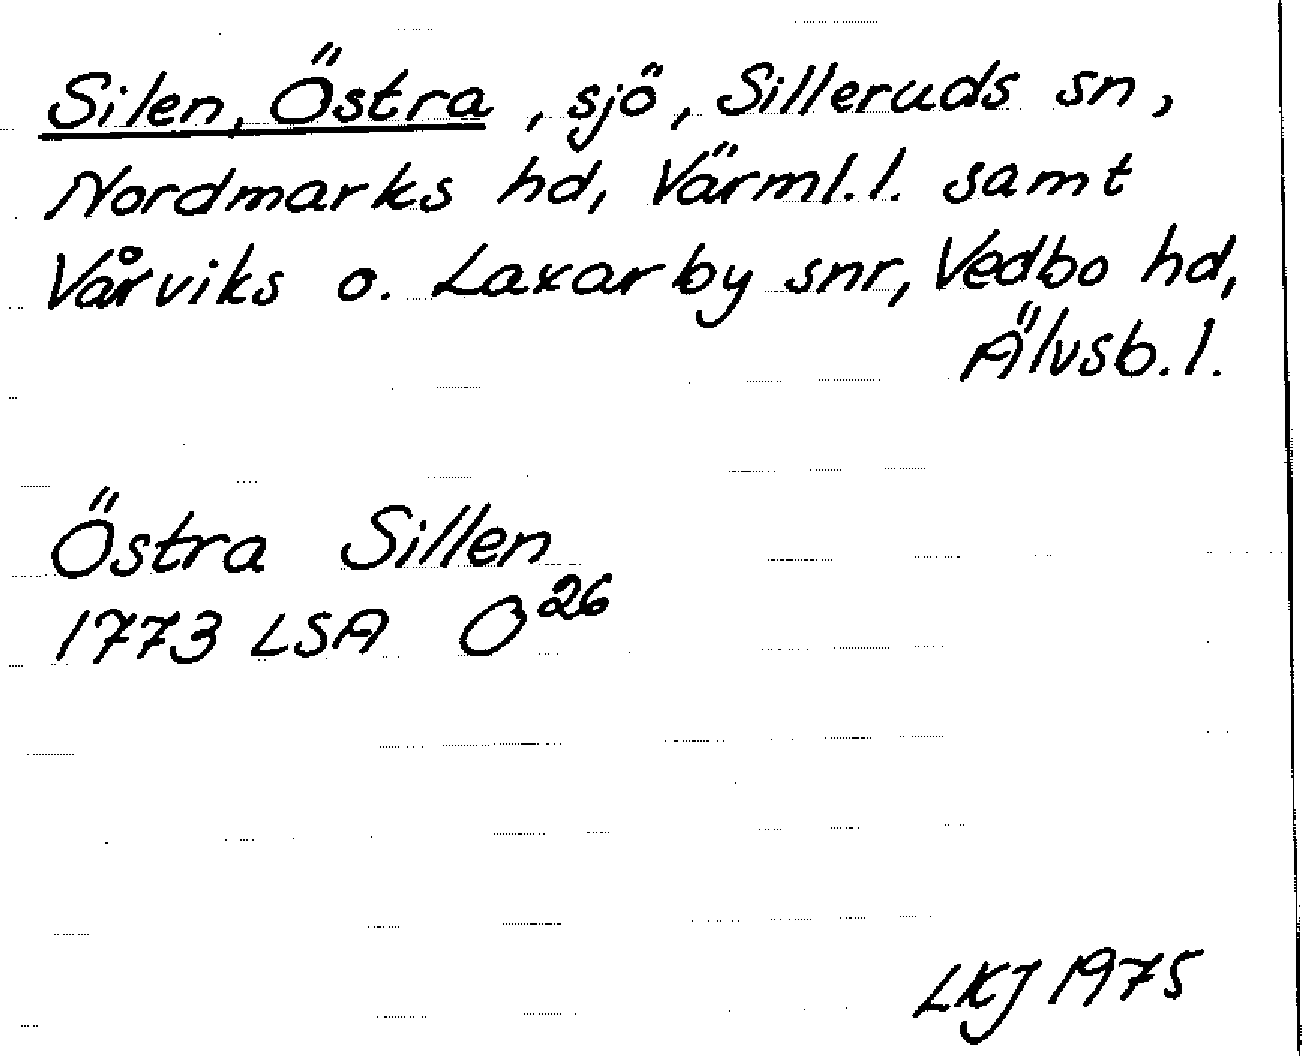 Silen, Östra, sjö, Silleruds sn,
Nordmarks hd, Värml.l. samt
Vårviks o. Laxarby snr, Vedbo hd,
Älvsb.l.
Östra Sillen
1773 LSA O²⁶
LKJ 1975